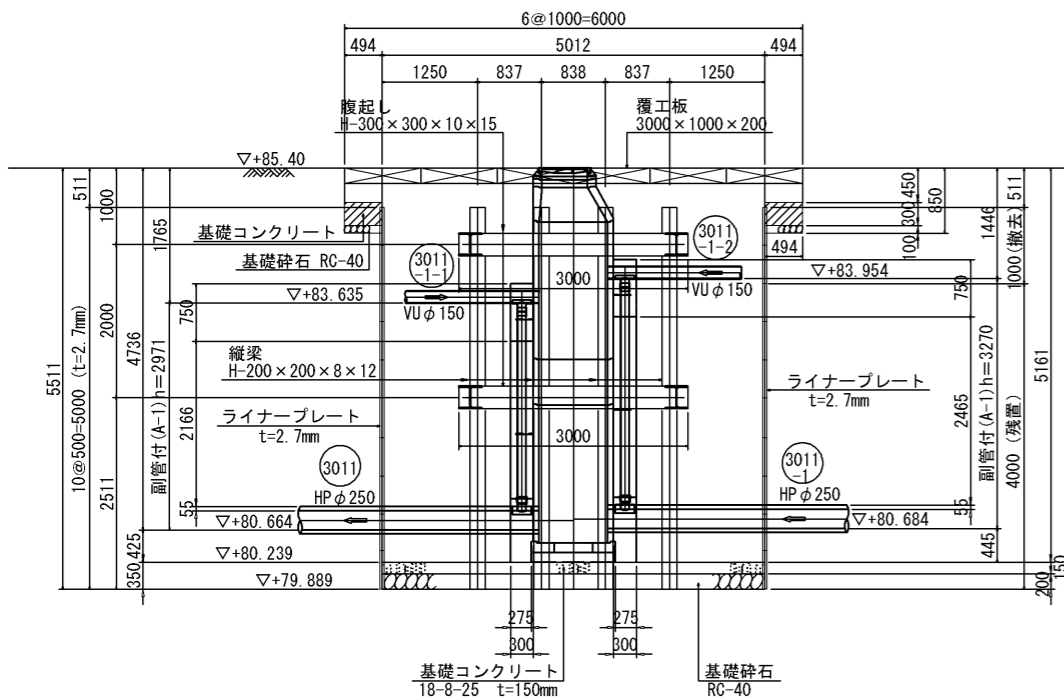 6@1000=6000
494
5012
494
1250
837
838
837
1250
腹起し
H-300×300×10×15
覆工板
3000×1000×200
▽+85.40
511
1000
1765
基礎コンクリート
基礎砕石 RC-40
3011
-1-1
3011
-1-2
3000
450
300
100
850
494
1446
511
1000(撤去)
▽+83.635
VUφ150
▽+83.954
VUφ150
750
750
5511
10@500=5000 (t=2.7mm)
2000
4736
副管付(A-1)h=2971
2166
縦梁
H-200×200×8×12
ライナープレート
t=2.7mm
ライナープレート
t=2.7mm
3000
2465
副管付(A-1)h=3270
4000 (残置)
5161
2511
3011
HPφ250
3011
-1
HPφ250
55
55
▽+80.664
▽+80.684
▽+80.239
425
350
445
▽+79.889
200
150
275
300
275
300
基礎コンクリート
18-8-25 t=150mm
基礎砕石
RC-40